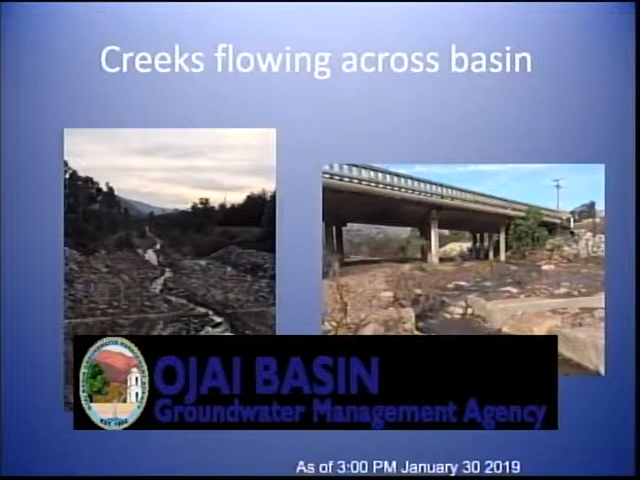 Creeks flowing across basin
OJAI BASIN
Groundwater Management Agency
As of 3:00 PM January 30 2019